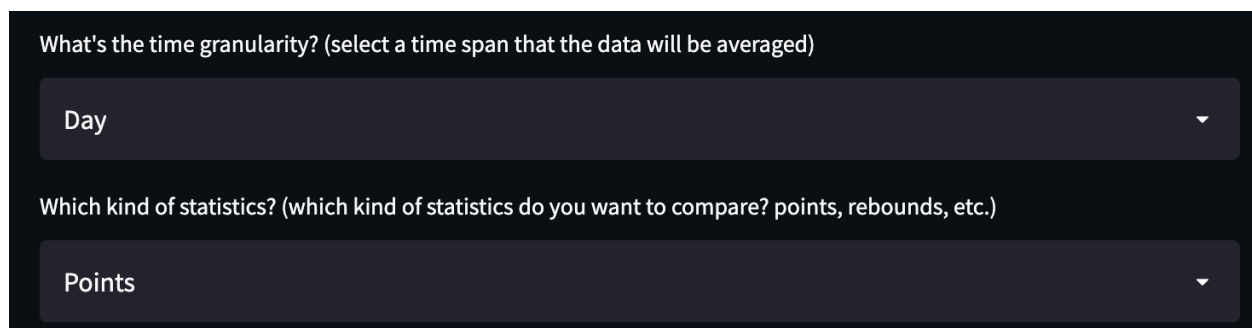 What's the time granularity? (select a time span that the data will be averaged)
Day
Which kind of statistics? (which kind of statistics do you want to compare? points, rebounds, etc.)
Points